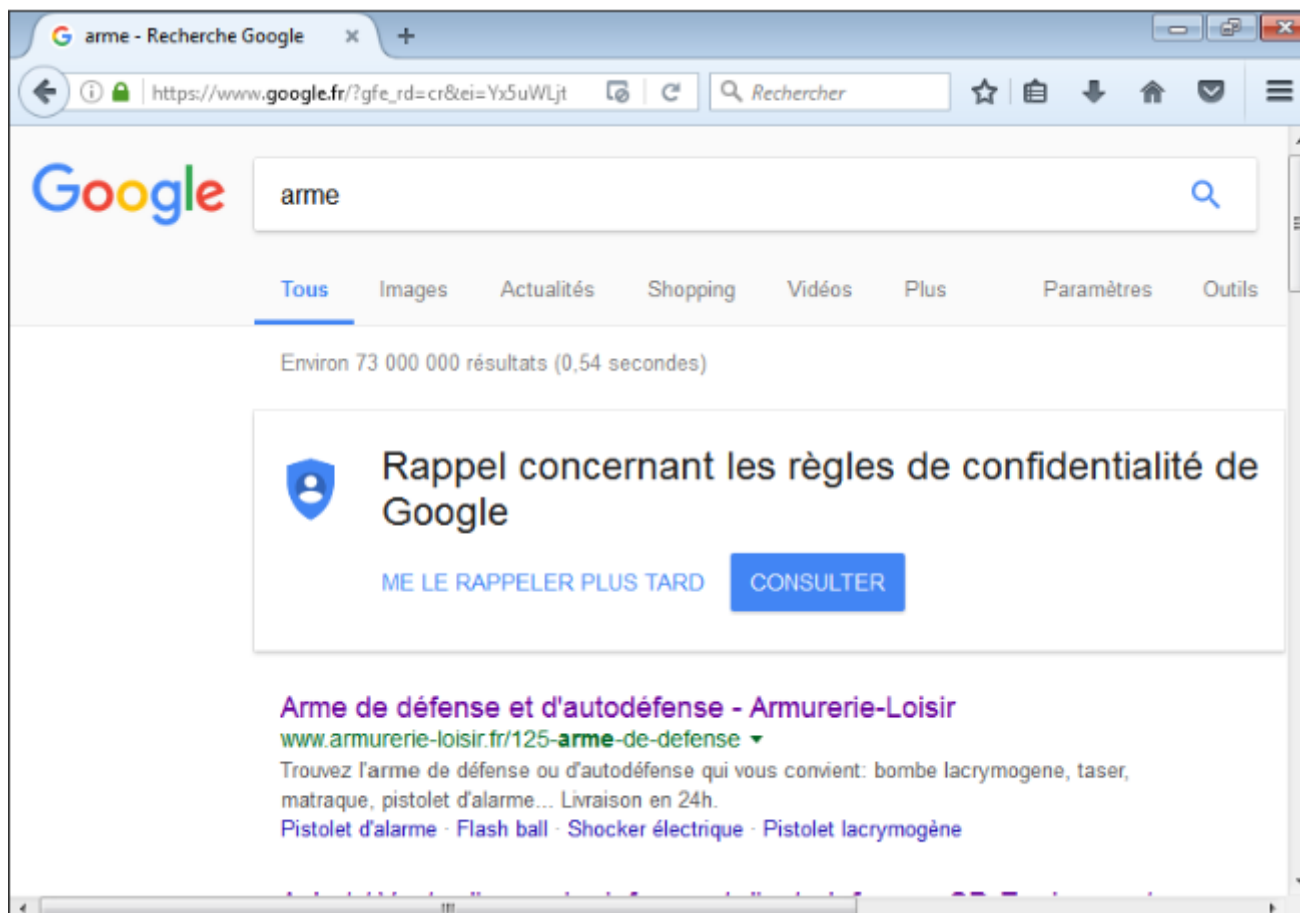 arme - Recherche Google
https://www.google.fr/?gfe_rd=cr&ei=Yx5uWLjt
Rechercher
Google
arme
Tous Images Actualités Shopping Vidéos Plus Paramètres Outils
Environ 73 000 000 résultats (0,54 secondes)
Rappel concernant les règles de confidentialité de
Google
ME LE RAPPELER PLUS TARD CONSULTER
Arme de défense et d'autodéfense - Armurerie-Loisir
www.armurerie-loisir.fr/125-arme-de-defense
Trouvez l'arme de défense ou d'autodéfense qui vous convient: bombe lacrymogene, taser,
matraque, pistolet d'alarme... Livraison en 24h.
Pistolet d'alarme · Flash ball · Shocker électrique · Pistolet lacrymogène